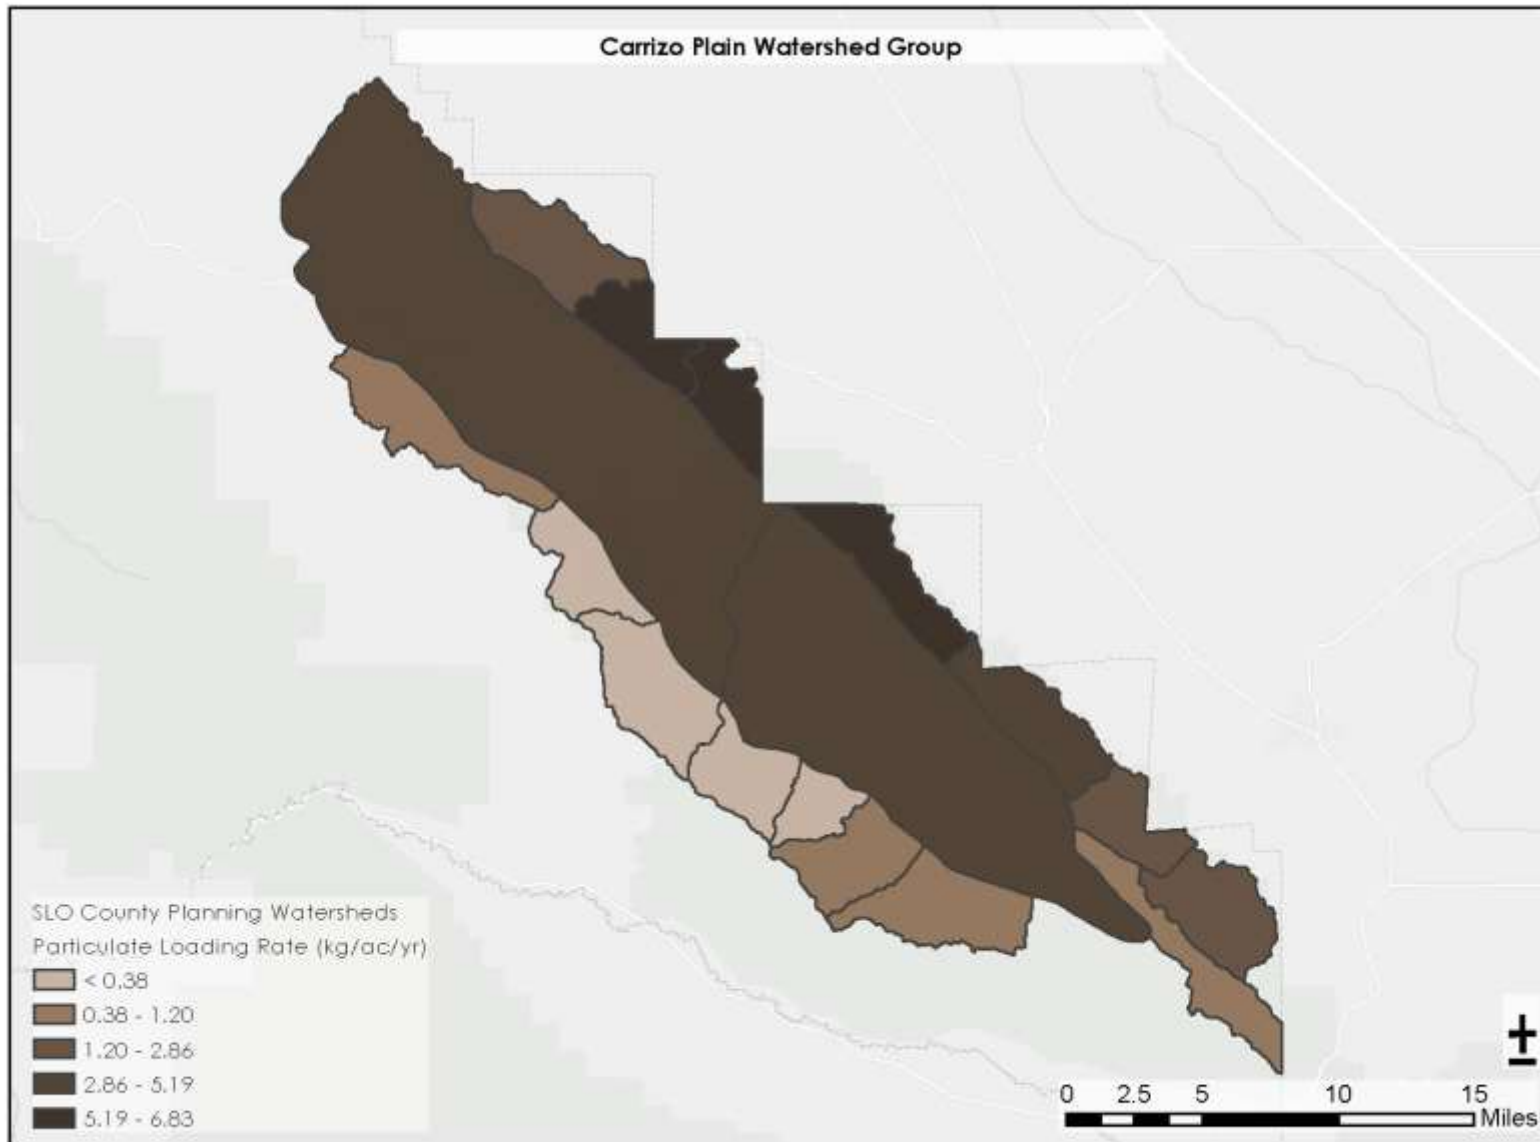 Carrizo Plain Watershed Group
SLO County Planning Watersheds
Particulate Loading Rate (kg/ac/yr)
< 0.38
0.38 - 1.20
1.20 - 2.86
2.86 - 5.19
5.19 - 6.83
0 2.5 5 10 15
Miles